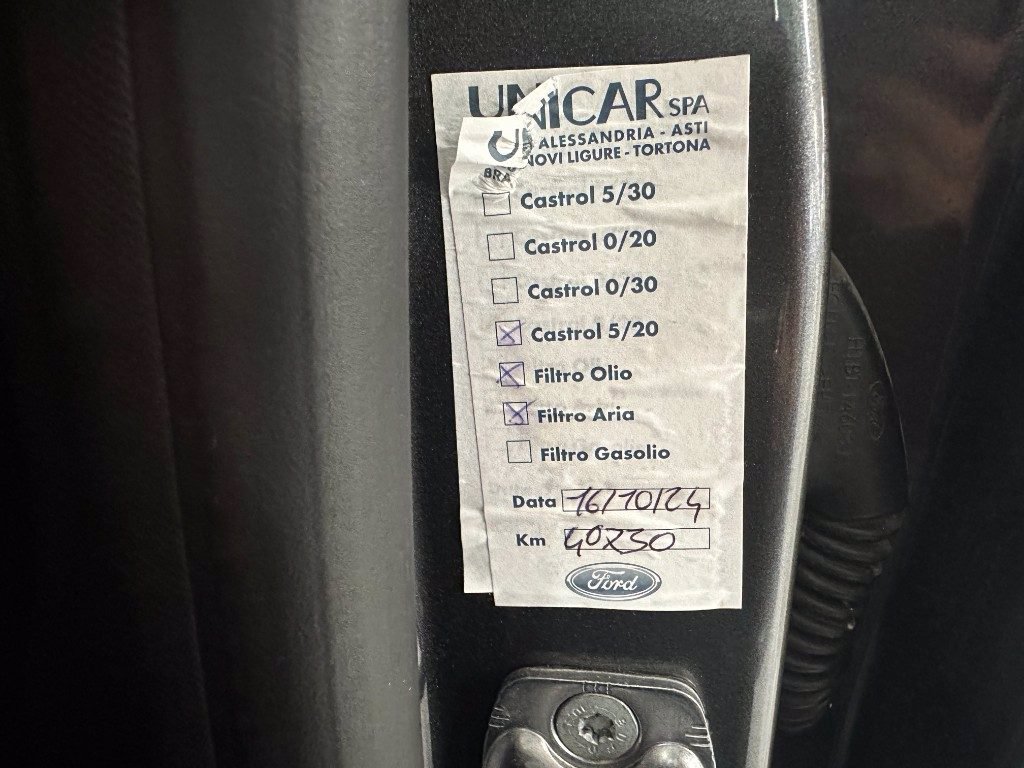 UNICAR SPA
ALESSANDRIA - ASTI
NOVI LIGURE - TORTONA
BRA
Castrol 5/30
Castrol 0/20
Castrol 0/30
Castrol 5/20
Filtro Olio
Filtro Aria
Filtro Gasolio
Data 16/10/24
Km 40230
Ford